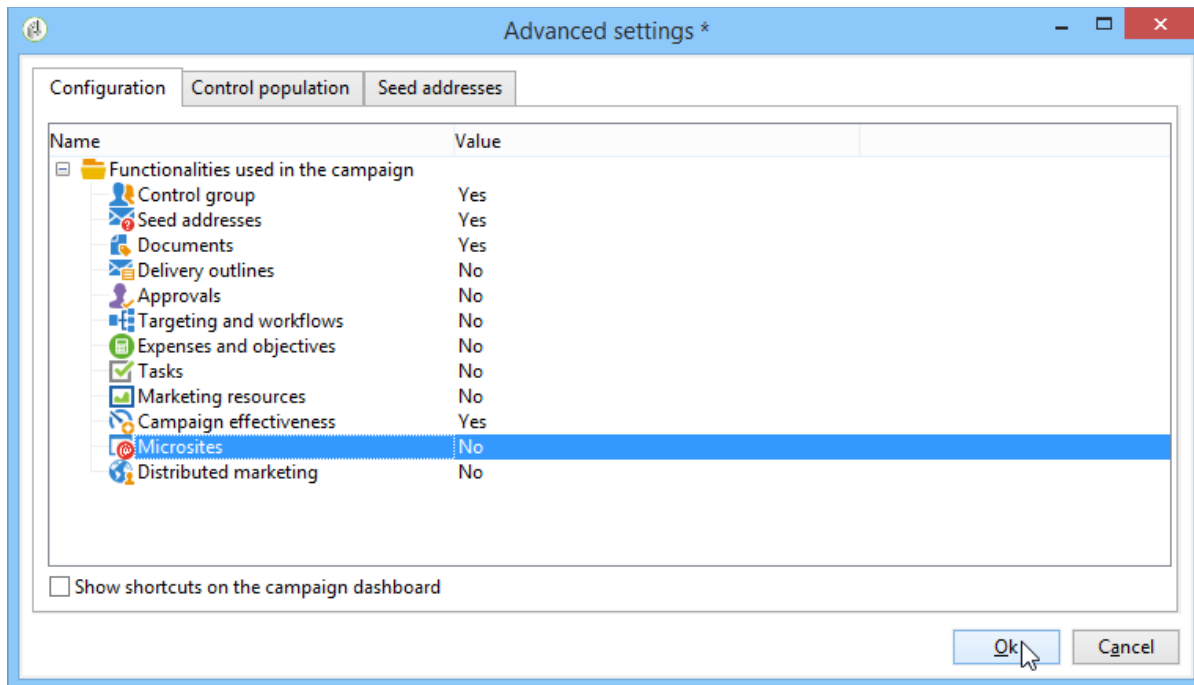 Advanced settings *
Configuration Control population Seed addresses
Name Value
Functionalities used in the campaign
Control group Yes
Seed addresses Yes
Documents Yes
Delivery outlines No
Approvals No
Targeting and workflows No
Expenses and objectives No
Tasks No
Marketing resources No
Campaign effectiveness Yes
Microsites No
Distributed marketing No
Show shortcuts on the campaign dashboard
Ok Cancel